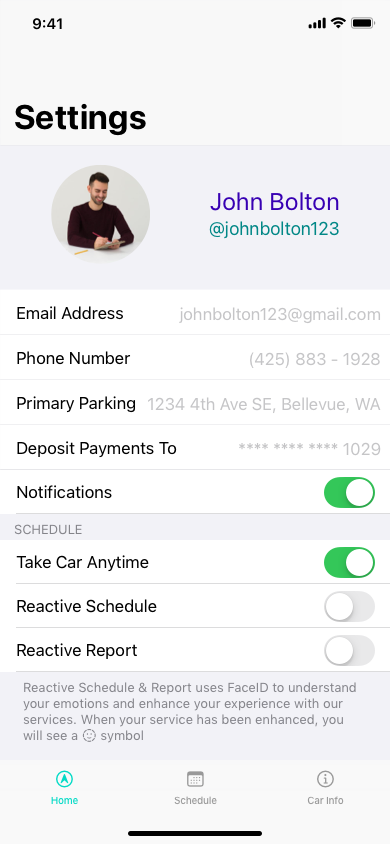 9:41
Settings
John Bolton
@johnbolton123
Email Address johnbolton123@gmail.com
Phone Number (425) 883 - 1928
Primary Parking 1234 4th Ave SE, Bellevue, WA
Deposit Payments To **** **** **** 1029
Notifications
SCHEDULE
Take Car Anytime
Reactive Schedule
Reactive Report
Reactive Schedule & Report uses FaceID to understand
your emotions and enhance your experience with our
services. When your service has been enhanced, you
will see a symbol
Home Schedule Car Info